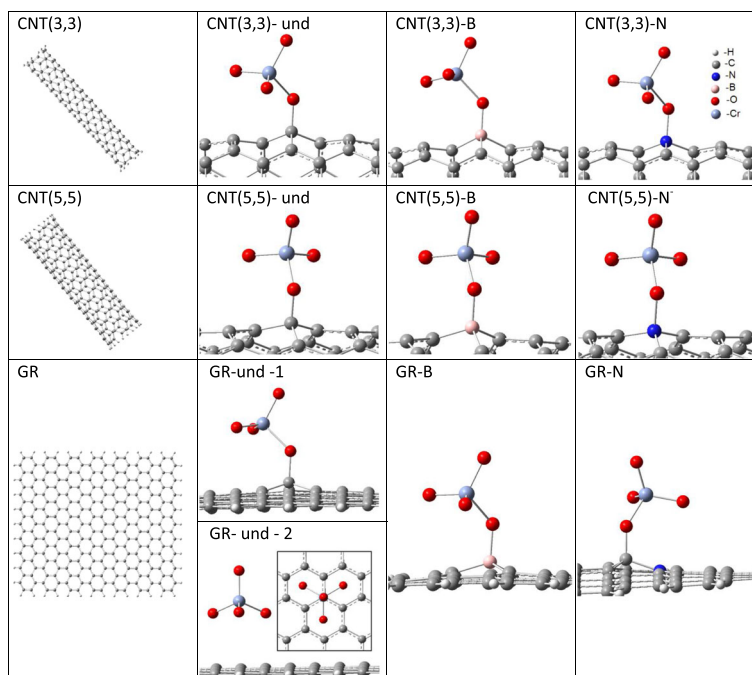 CNT(3,3)
CNT(3,3)- und
CNT(3,3)-B
CNT(3,3)-N
-H
-C
-N
-B
-O
-Cr
CNT(5,5)
CNT(5,5)- und
CNT(5,5)-B
CNT(5,5)-N-
GR
GR-und -1
GR-B
GR-N
GR- und - 2